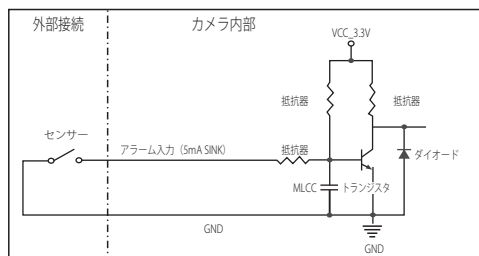 外部接続
カメラ内部
VCC_3.3V
抵抗器
抵抗器
センサー
アラーム入力（5mA SINK）
抵抗器
ダイオード
MLCC
トランジスタ
GND
GND